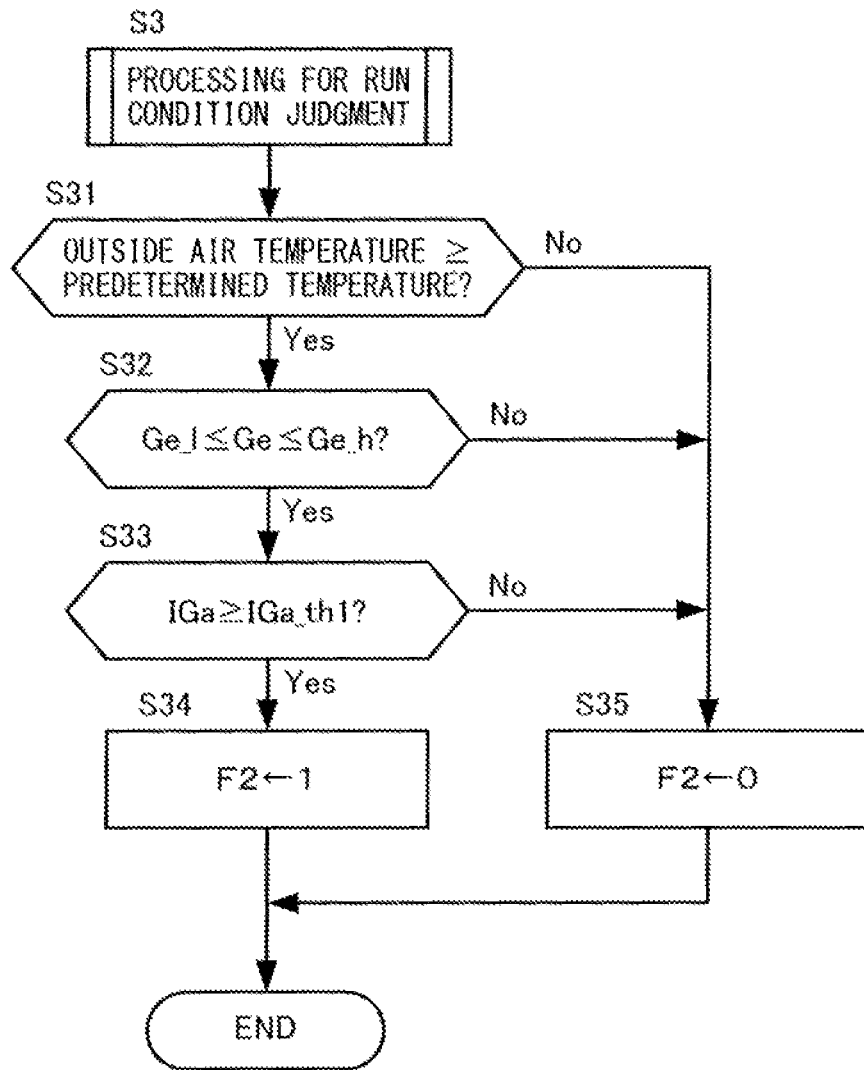 S3
PROCESSING FOR RUN
CONDITION JUDGMENT
S31
OUTSIDE AIR TEMPERATURE ≧
PREDETERMINED TEMPERATURE?
No
Yes
S32
Ge_l≦Ge≦Ge_h?
No
Yes
S33
IGa≧IGa_th1?
No
Yes
S34
F2←1
S35
F2←0
END